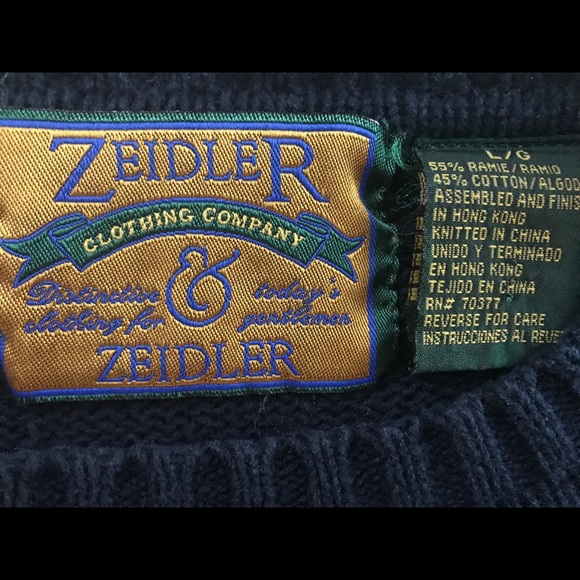 ZEIDLER
CLOTHING COMPANY
&
Distinctive today's
clothing for gentlemen
ZEIDLER
L/G
55% RAMIE/RAMIO
45% COTTON/ALGOD
ASSEMBLED AND FINIS
IN HONG KONG
KNITTED IN CHINA
UNIDO Y TERMINADO
EN HONG KONG
TEJIDO EN CHINA
RN# 70377
REVERSE FOR CARE
INSTRUCCIONES AL REVE